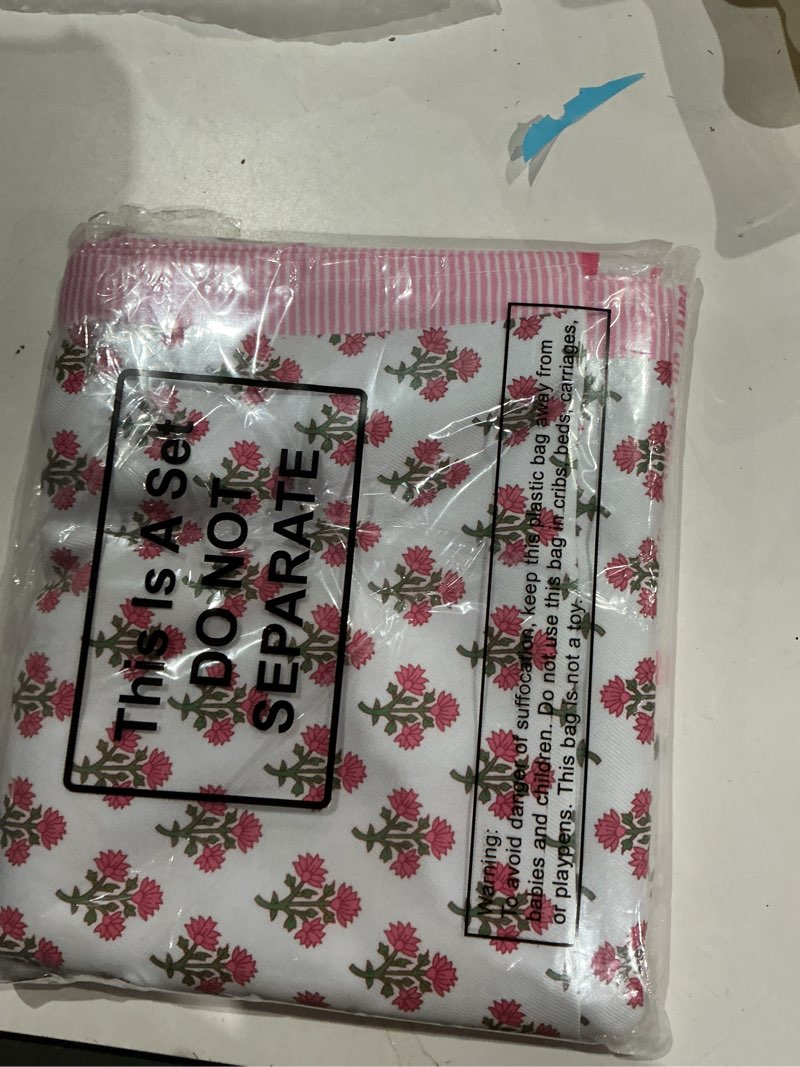 This Is A Set
DO NOT
SEPARATE
Warning:
To avoid danger of suffocation, keep this plastic bag away from
babies and children. Do not use this bag in cribs, beds, carriages,
or playpens. This bag is not a toy.